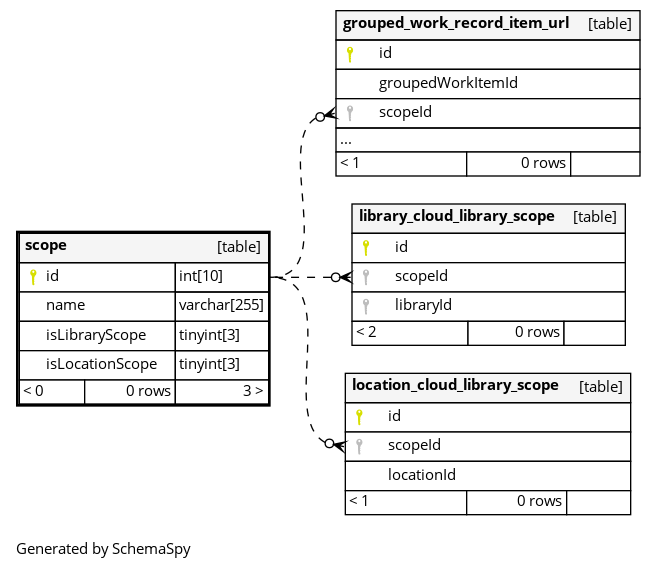 grouped_work_record_item_url [table]
id
groupedWorkItemId
scopeId
...
< 1 0 rows
library_cloud_library_scope [table]
id
scopeId
libraryId
< 2 0 rows
scope [table]
id int[10]
name varchar[255]
isLibraryScope tinyint[3]
isLocationScope tinyint[3]
< 0 0 rows 3 >
location_cloud_library_scope [table]
id
scopeId
locationId
< 1 0 rows
Generated by SchemaSpy